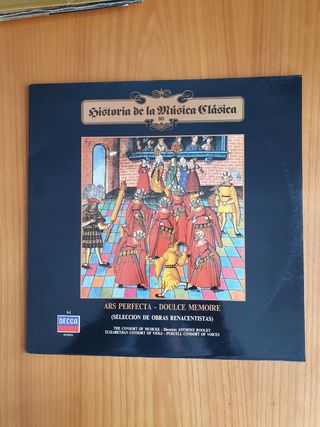 Historia de la Música Clásica
80
ARS PERFECTA - DOULCE MEMOIRE
(SELECCION DE OBRAS RENACENTISTAS)
THE CONSORT OF MUSICKE - Director: ANTHONY ROOLEY
ELIZABETHAN CONSORT OF VIOLS - PURCELL CONSORT OF VOICES
DECCA